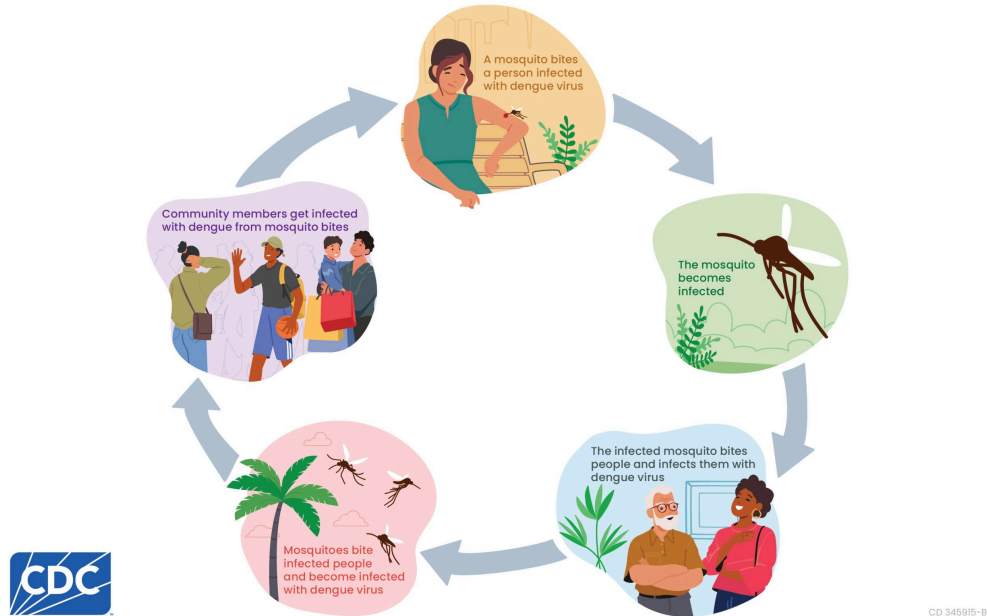 A mosquito bites
a person infected
with dengue virus
The mosquito
becomes
infected
The infected mosquito bites
people and infects them with
dengue virus
Mosquitoes bite
infected people
and become infected
with dengue virus
Community members get infected
with dengue from mosquito bites
CDC
CD 345915-B